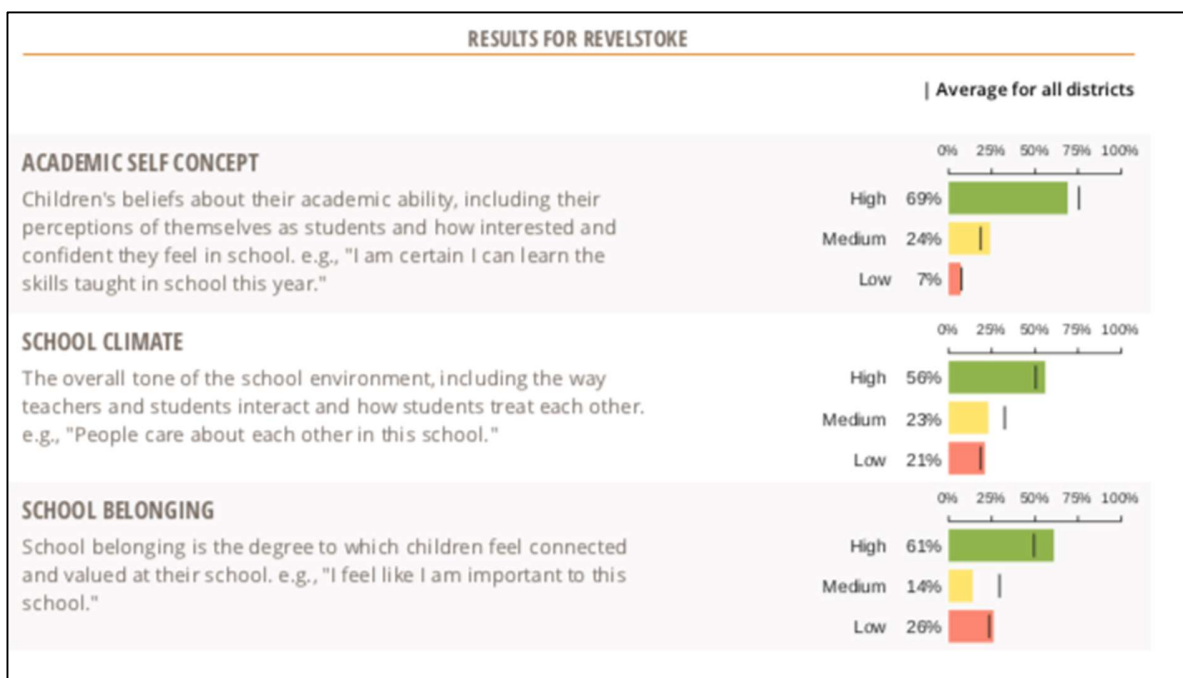 RESULTS FOR REVELSTOKE
| Average for all districts
ACADEMIC SELF CONCEPT
Children's beliefs about their academic ability, including their
perceptions of themselves as students and how interested and
confident they feel in school. e.g., "I am certain I can learn the
skills taught in school this year."
0% 25% 50% 75% 100%
High 69%
Medium 24%
Low 7%
SCHOOL CLIMATE
The overall tone of the school environment, including the way
teachers and students interact and how students treat each other.
e.g., "People care about each other in this school."
0% 25% 50% 75% 100%
High 56%
Medium 23%
Low 21%
SCHOOL BELONGING
School belonging is the degree to which children feel connected
and valued at their school. e.g., "I feel like I am important to this
school."
0% 25% 50% 75% 100%
High 61%
Medium 14%
Low 26%